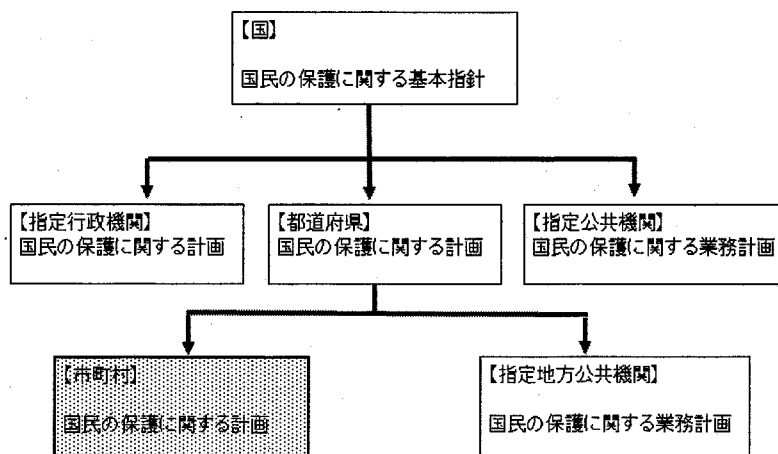 【国】
国民の保護に関する基本指針
【指定行政機関】
国民の保護に関する計画
【都道府県】
国民の保護に関する計画
【指定公共機関】
国民の保護に関する業務計画
【市町村】
国民の保護に関する計画
【指定地方公共機関】
国民の保護に関する業務計画